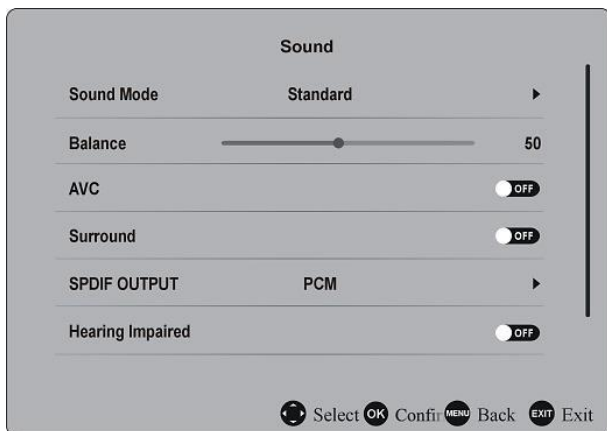 Sound
Sound Mode Standard
Balance 50
AVC OFF
Surround OFF
SPDIF OUTPUT PCM
Hearing Impaired OFF
Select OK Confir MENU Back EXIT Exit